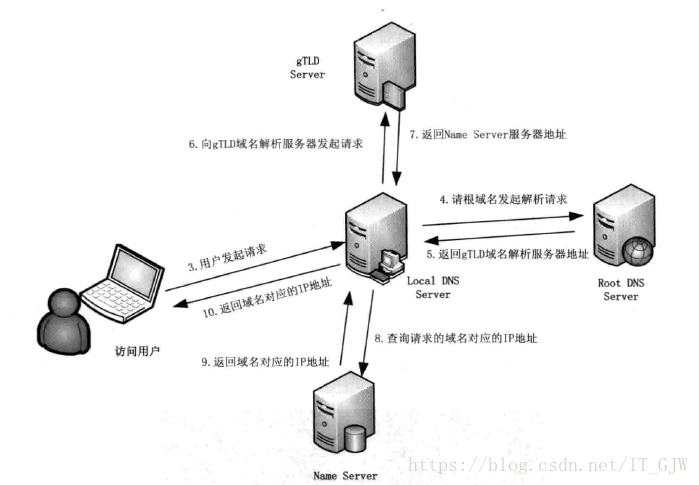 gTLD
Server
6.向gTLD域名解析服务器发起请求
7.返回Name Server服务器地址
4.请根域名发起解析请求
3.用户发起请求
5.返回gTLD域名解析服务器地址
Local DNS
Server
Root DNS
Server
10.返回域名对应的IP地址
访问用户
8.查询请求的域名对应的IP地址
9.返回域名对应的IP地址
Name Server
https://blog.csdn.net/IT_GJW